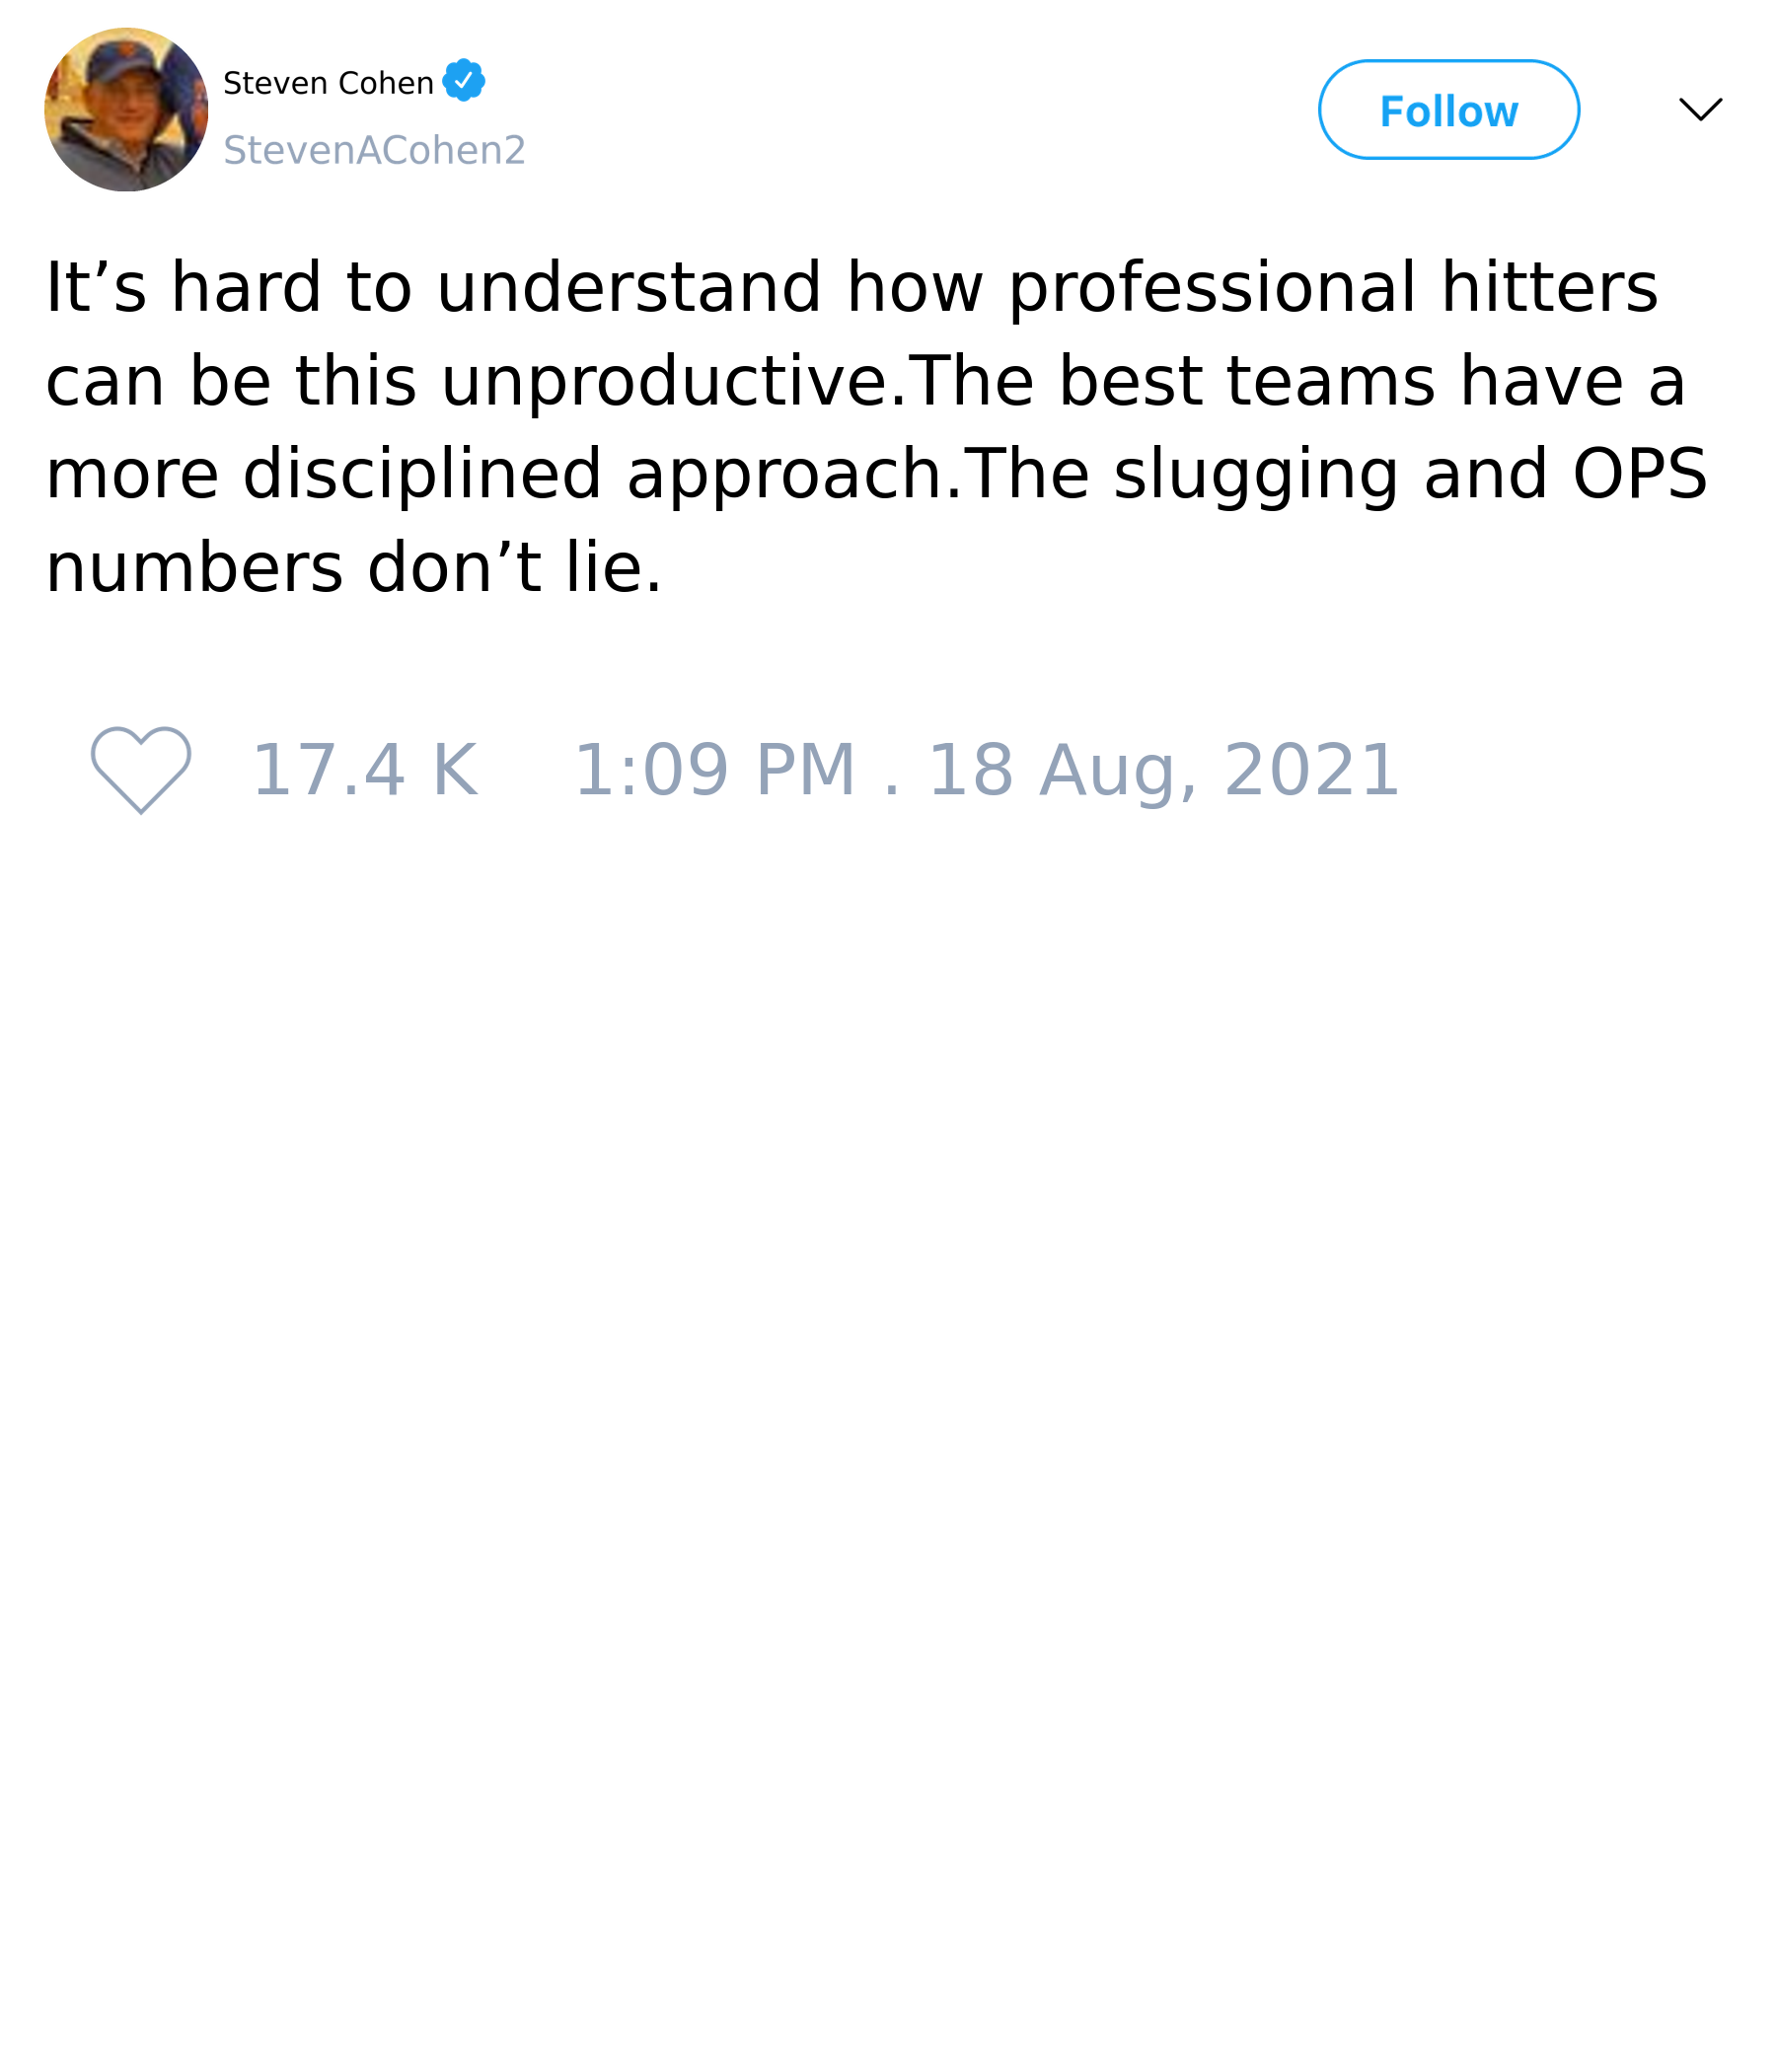 Steven Cohen
StevenACohen2
Follow
It’s hard to understand how professional hitters
can be this unproductive.The best teams have a
more disciplined approach.The slugging and OPS
numbers don’t lie.
17.4 K 1:09 PM . 18 Aug, 2021